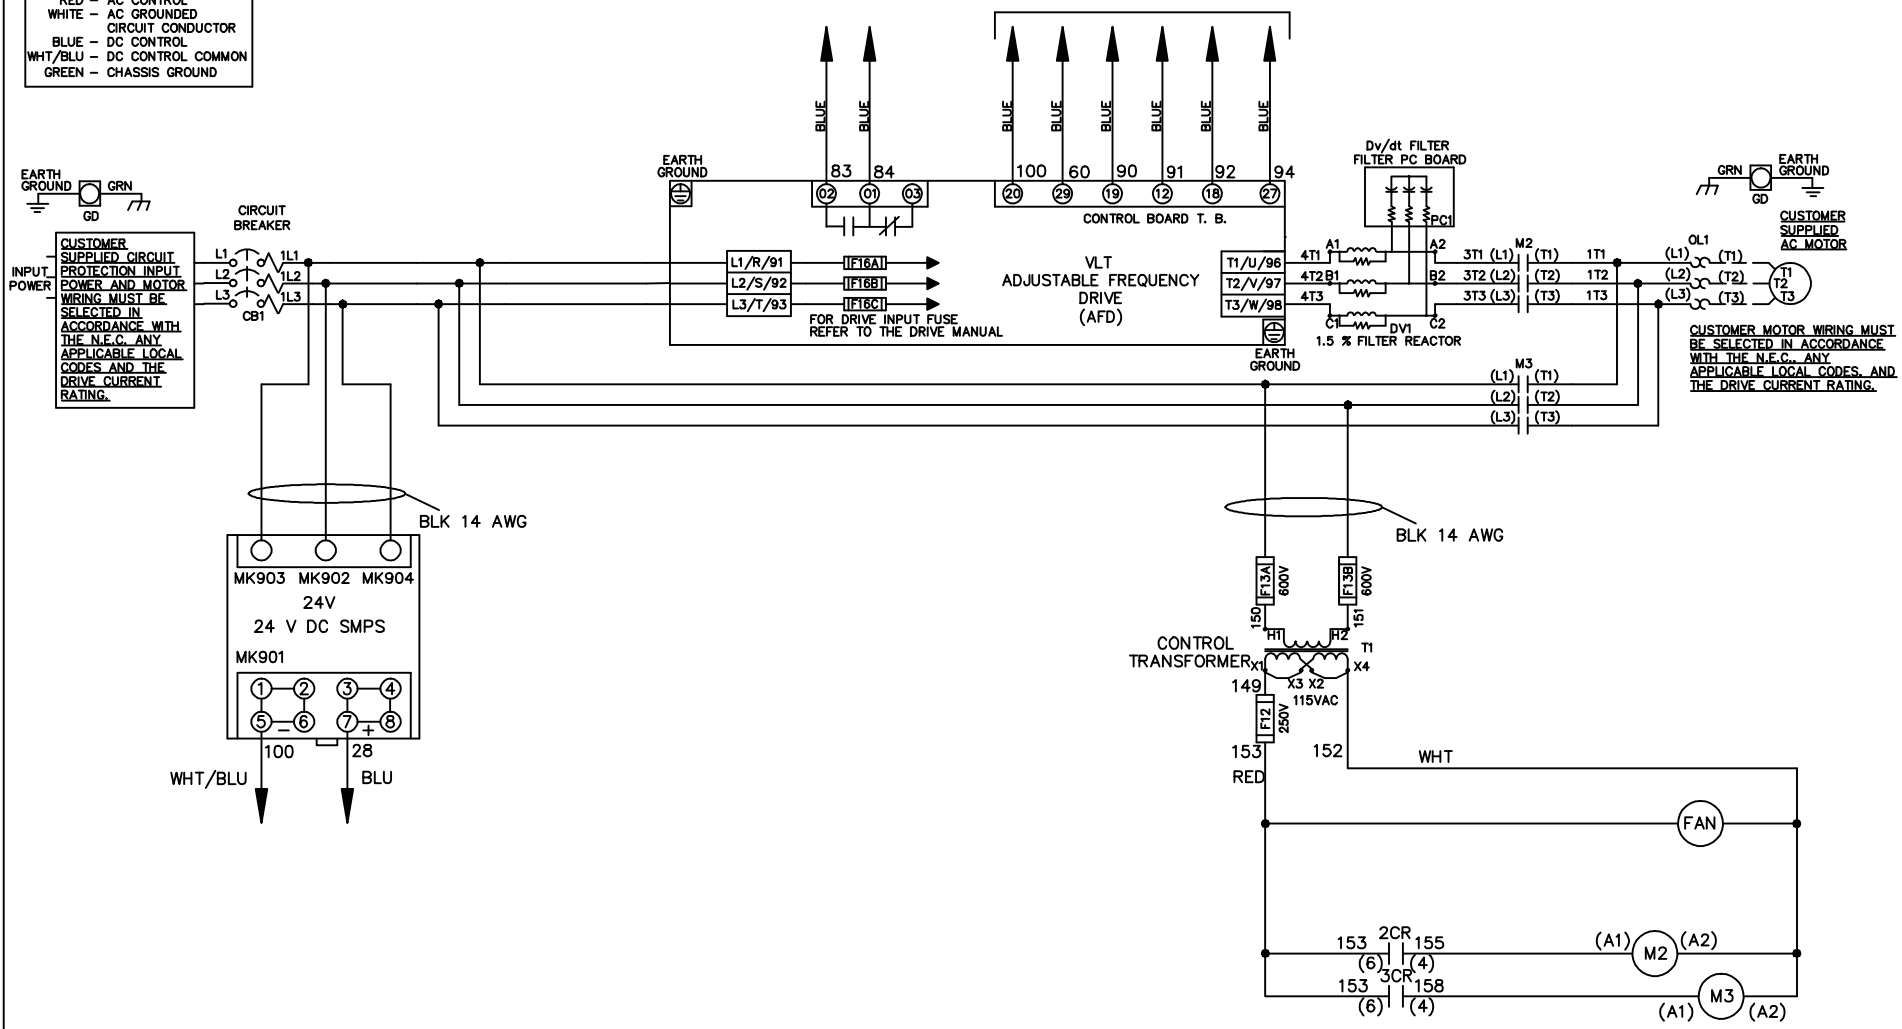 RED – AC CONTROL
WHITE – AC GROUNDED
CIRCUIT CONDUCTOR
BLUE – DC CONTROL
WHT/BLU – DC CONTROL COMMON
GREEN – CHASSIS GROUND
EARTH
GROUND
GRN
GD
CUSTOMER
SUPPLIED CIRCUIT
PROTECTION INPUT
POWER AND MOTOR
WIRING MUST BE
SELECTED IN
ACCORDANCE WITH
THE N.E.C. ANY
APPLICABLE LOCAL
CODES AND THE
DRIVE CURRENT
RATING.
INPUT
POWER
CIRCUIT
BREAKER
L1 1L1
L2 1L2
L3 1L3
CB1
BLK 14 AWG
MK903 MK902 MK904
24V
24 V DC SMPS
MK901
1 2 3 4
5 6 7 8
– +
100 28
WHT/BLU BLU
EARTH
GROUND
BLUE BLUE
83 84
02 01 03
BLUE BLUE BLUE BLUE BLUE BLUE
100 60 90 91 92 94
20 29 19 12 18 27
CONTROL BOARD T. B.
L1/R/91 F16A
L2/S/92 F16B
L3/T/93 F16C
FOR DRIVE INPUT FUSE
REFER TO THE DRIVE MANUAL
VLT
ADJUSTABLE FREQUENCY
DRIVE
(AFD)
T1/U/96
T2/V/97
T3/W/98
EARTH
GROUND
Dv/dt FILTER
FILTER PC BOARD
PC1
4T1 A1 A2
4T2 B1 B2
4T3 C1 C2
DV1
1.5 % FILTER REACTOR
M2
3T1 (L1) (T1) 1T1
3T2 (L2) (T2) 1T2
3T3 (L3) (T3) 1T3
OL1
(L1) (T1)
(L2) (T2)
(L3) (T3)
T1
T2
T3
GRN
GD
EARTH
GROUND
CUSTOMER
SUPPLIED
AC MOTOR
CUSTOMER MOTOR WIRING MUST
BE SELECTED IN ACCORDANCE
WITH THE N.E.C., ANY
APPLICABLE LOCAL CODES, AND
THE DRIVE CURRENT RATING.
M3
(L1) (T1)
(L2) (T2)
(L3) (T3)
BLK 14 AWG
F13A 600V
F13B 600V
150 151
H1 H2
T1
CONTROL
TRANSFORMER
X1 X4
X3 X2
149
115VAC
F12 250V
153 152
RED
WHT
FAN
2CR
153 155
(6) (4)
(A1) M2 (A2)
3CR
153 158
(6) (4)
(A1) M3 (A2)